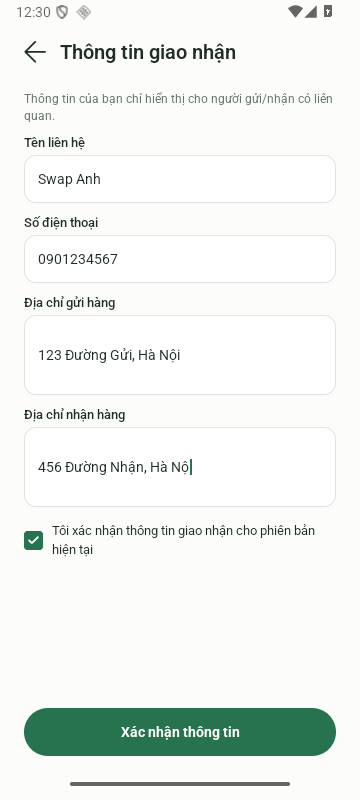 12:30
Thông tin giao nhận
Thông tin của bạn chỉ hiển thị cho người gửi/nhận có liên
quan.
Tên liên hệ
Swap Anh
Số điện thoại
0901234567
Địa chỉ gửi hàng
123 Đường Gửi, Hà Nội
Địa chỉ nhận hàng
456 Đường Nhận, Hà Nộ
Tôi xác nhận thông tin giao nhận cho phiên bản
hiện tại
Xác nhận thông tin